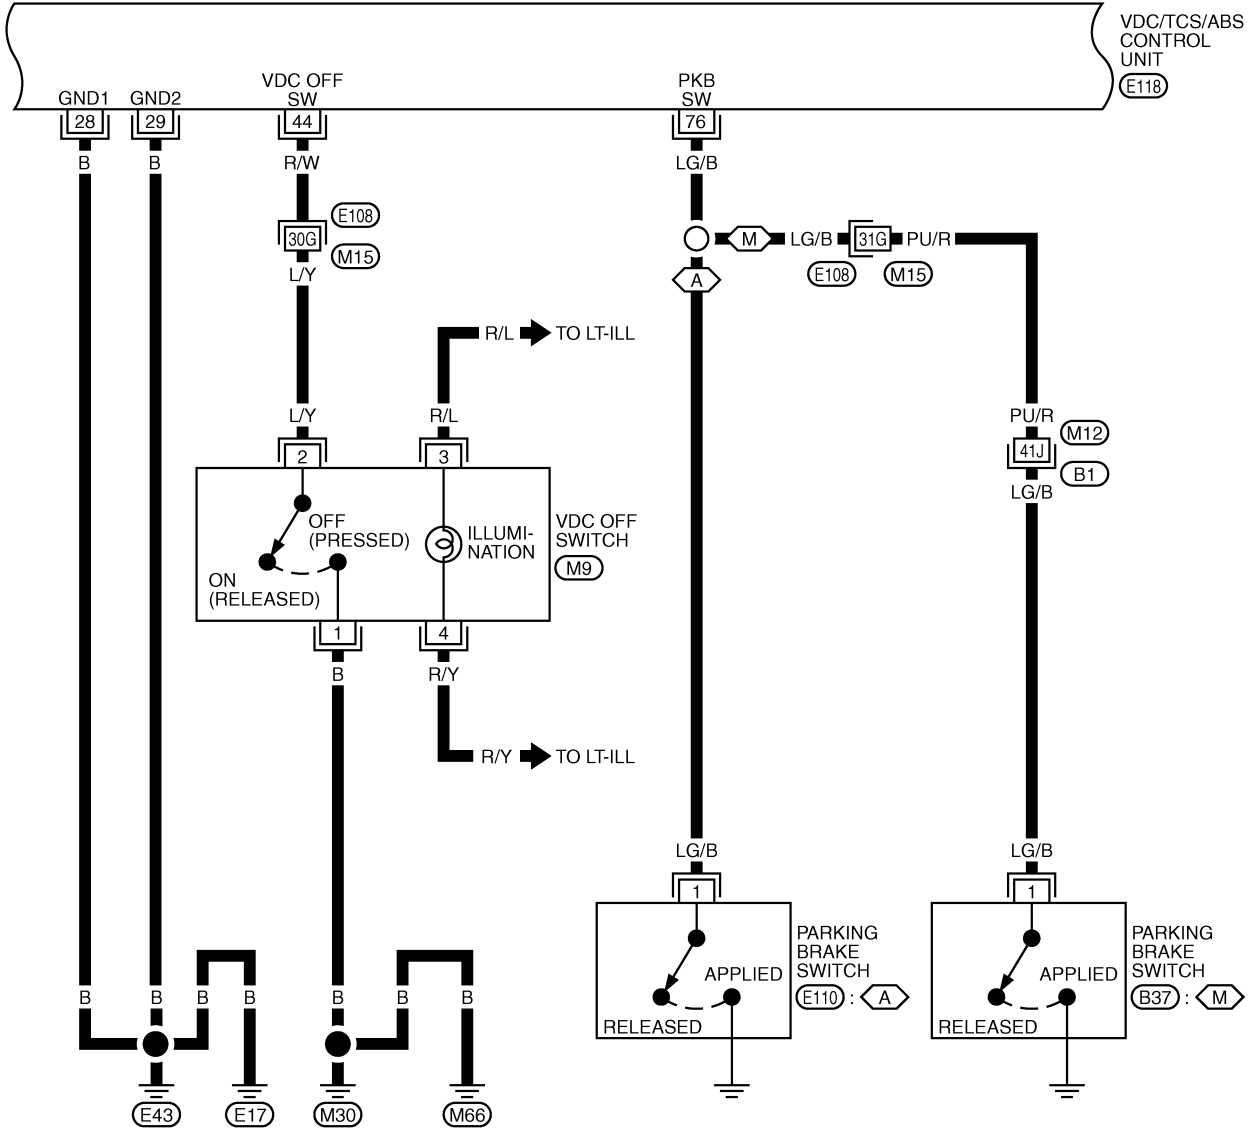 VDC/TCS/ABS
CONTROL
UNIT
E118
GND1
GND2
VDC OFF
SW
PKB
SW
28
29
44
76
B
B
R/W
LG/B
30G
E108
M15
L/Y
M
LG/B
31G
PU/R
E108
M15
A
R/L
TO LT-ILL
L/Y
R/L
PU/R
41J
M12
B1
LG/B
2
3
OFF
(PRESSED)
ON
(RELEASED)
ILLUMI-
NATION
VDC OFF
SWITCH
M9
1
4
B
R/Y
R/Y
TO LT-ILL
LG/B
LG/B
1
1
APPLIED
RELEASED
PARKING
BRAKE
SWITCH
E110 : A
APPLIED
RELEASED
PARKING
BRAKE
SWITCH
B37 : M
B
B
B
B
B
B
B
E43
E17
M30
M66